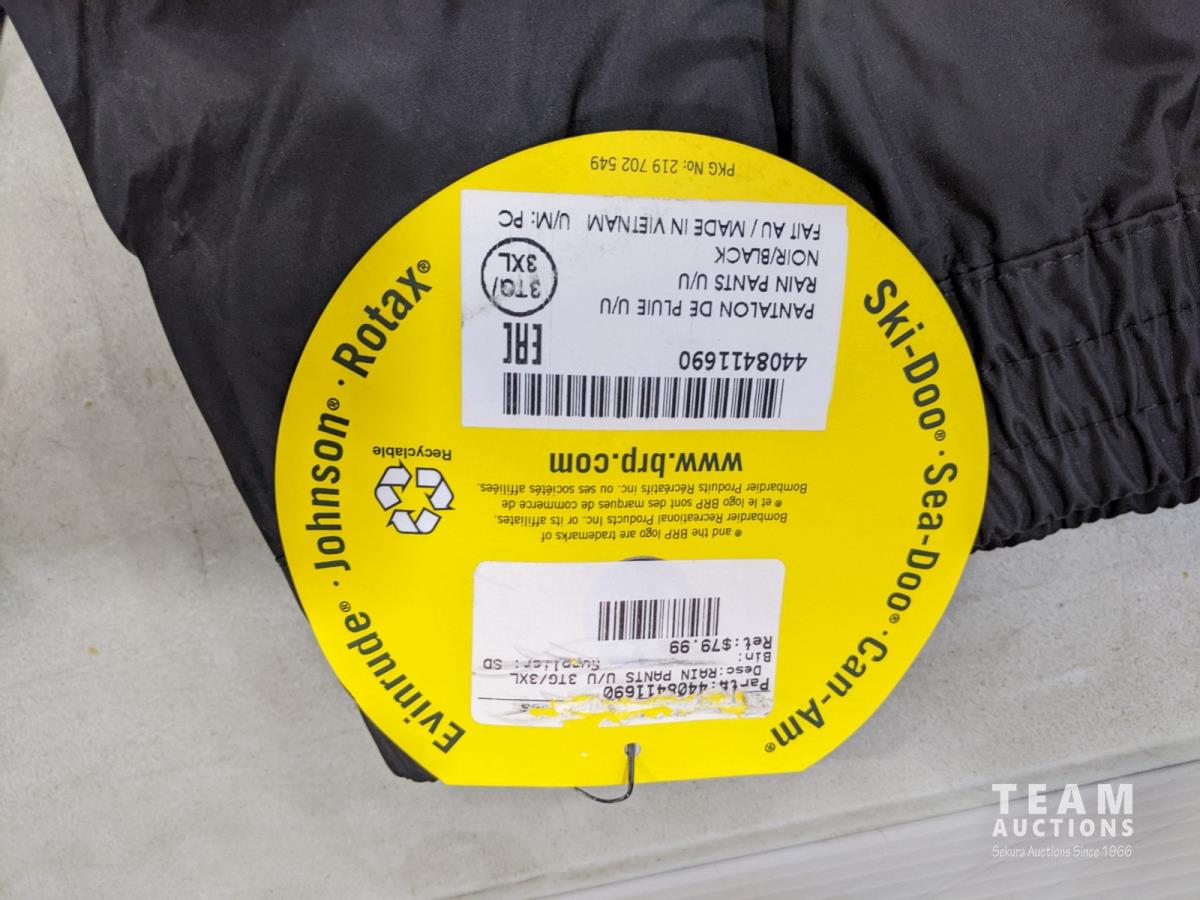 Ski-Doo® · Sea-Doo® · Can-Am®
Evinrude® · Johnson® · Rotax®
Part#:4408411690
Desc:RAIN PANTS U/U 3TG/3XL
Bin: Supplier: SD
Ret:$79.99
® and the BRP logo are trademarks of
Bombardier Recreational Products Inc. or its affiliates.
® et le logo BRP sont des marques de commerce de
Bombardier Produits Récréatifs inc. ou ses sociétés affiliées.
www.brp.com
Recyclable
4408411690
EAC
PANTALON DE PLUIE U/U
RAIN PANTS U/U
NOIR/BLACK
3TG/
3XL
FAIT AU / MADE IN VIETNAM U/M: PC
PKG No: 219 702 549
TEAM
AUCTIONS
Sekura Auctions Since 1966